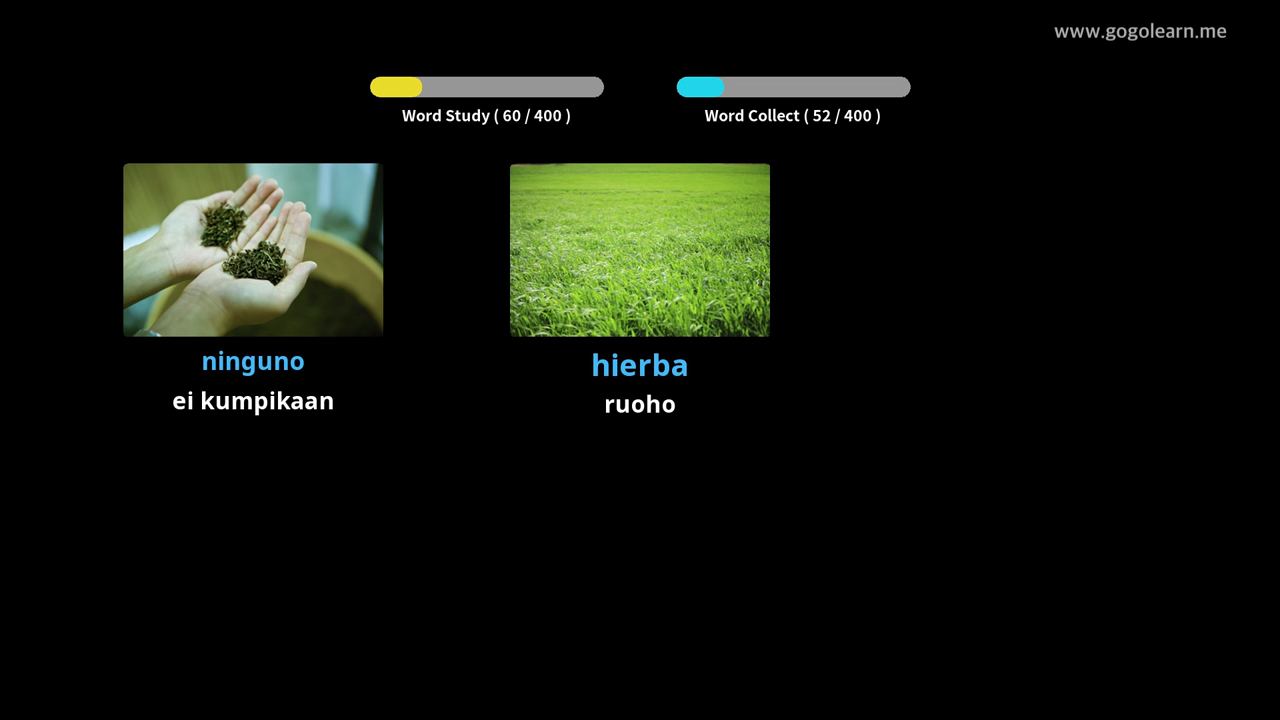 www.gogolearn.me
Word Study ( 60 / 400 )
Word Collect ( 52 / 400 )
ninguno
ei kumpikaan
hierba
ruoho